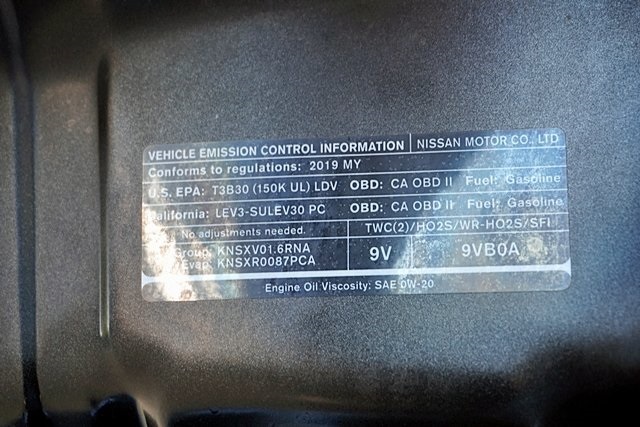 VEHICLE EMISSION CONTROL INFORMATION NISSAN MOTOR CO., LTD
Conforms to regulations: 2019 MY
U.S. EPA: T3B30 (150K UL) LDV OBD: CA OBD II Fuel: Gasoline
California: LEV3-SULEV30 PC OBD: CA OBD II Fuel: Gasoline
No adjustments needed. TWC(2)/HO2S/WR-HO2S/SFI
Group: KNSXV01.6RNA 9V 9VB0A
Evap: KNSXR0087PCA
Engine Oil Viscosity: SAE 0W-20